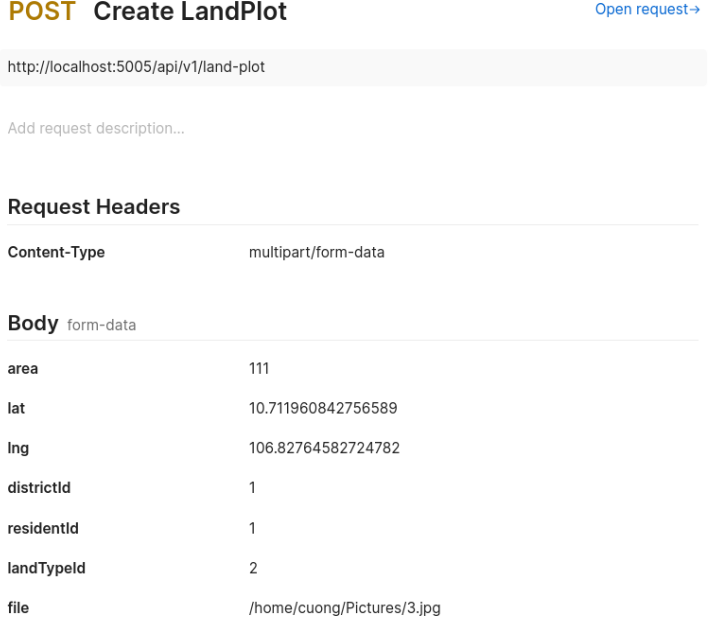 POST Create LandPlot Open request→
http://localhost:5005/api/v1/land-plot
Add request description...
Request Headers
Content-Type multipart/form-data
Body form-data
area 111
lat 10.711960842756589
lng 106.82764582724782
districtId 1
residentId 1
landTypeId 2
file /home/cuong/Pictures/3.jpg